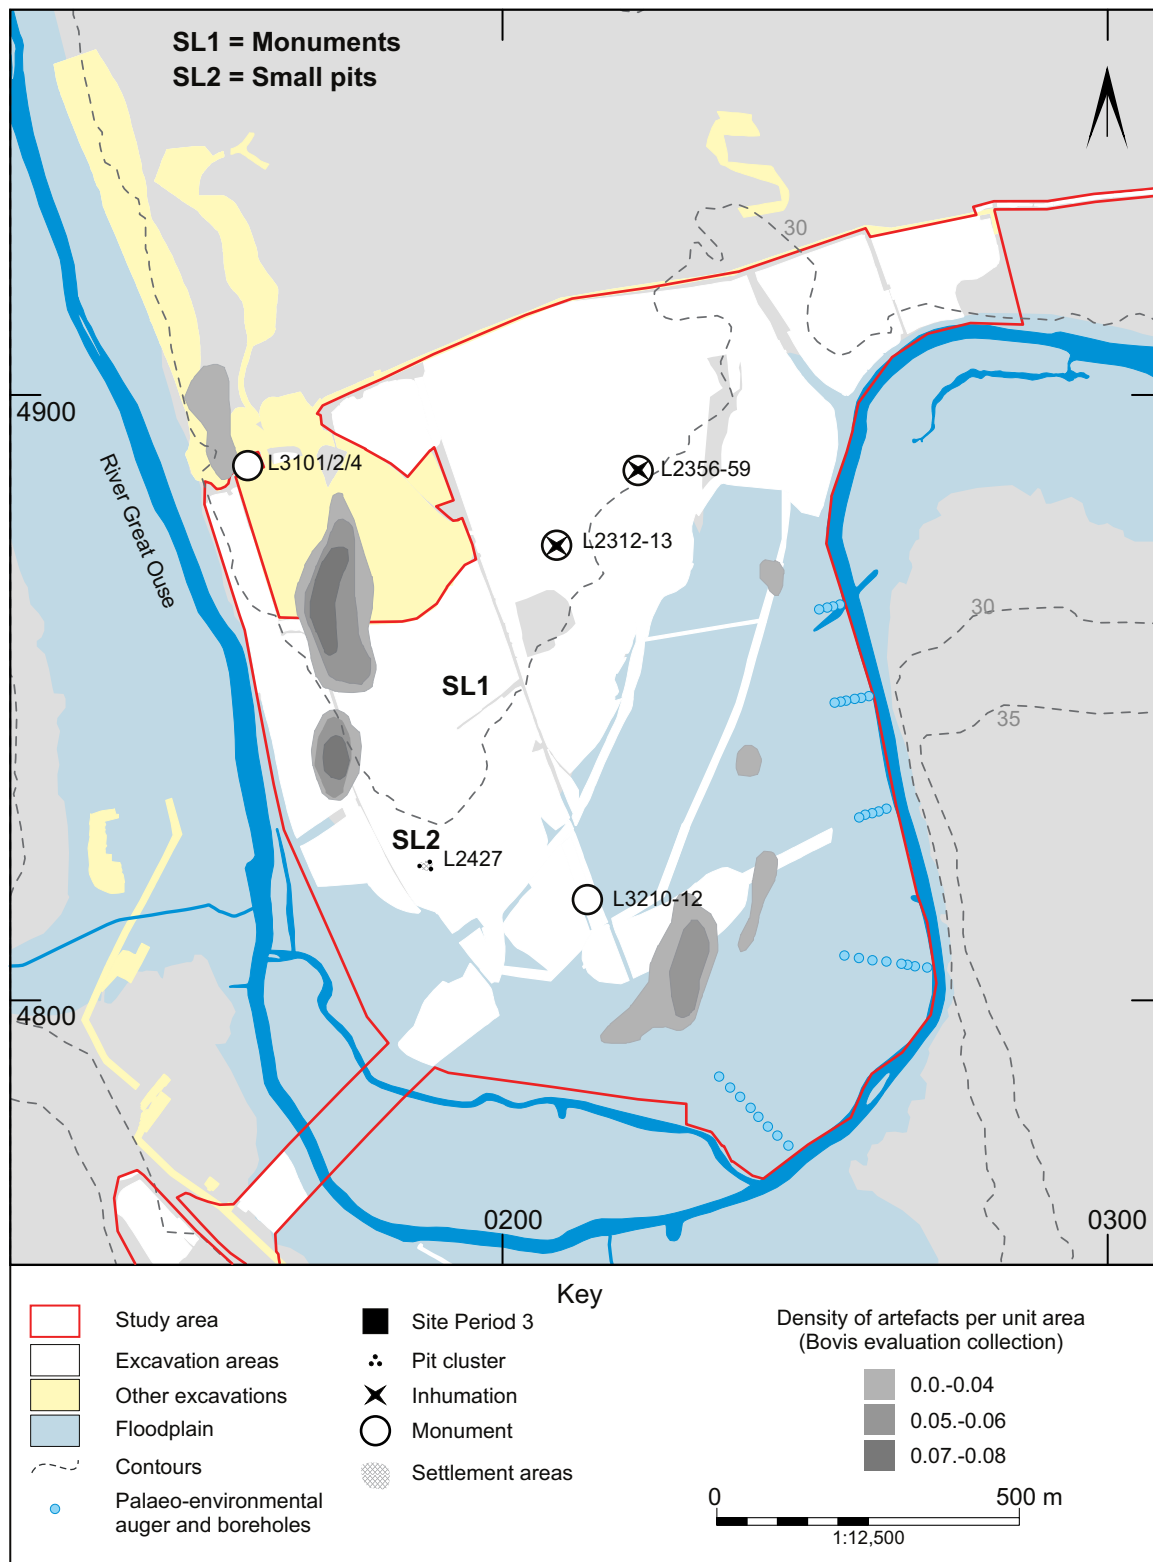 SL1 = Monuments
SL2 = Small pits
30
4900
L3101/2/4
L2356-59
River Great Ouse
L2312-13
30
SL1
35
SL2
L2427
L3210-12
4800
0200
0300
Key
Study area
Excavation areas
Other excavations
Floodplain
Contours
Palaeo-environmental
auger and boreholes
Site Period 3
Pit cluster
Inhumation
Monument
Settlement areas
Density of artefacts per unit area
(Bovis evaluation collection)
0.0.-0.04
0.05.-0.06
0.07.-0.08
0
500 m
1:12,500